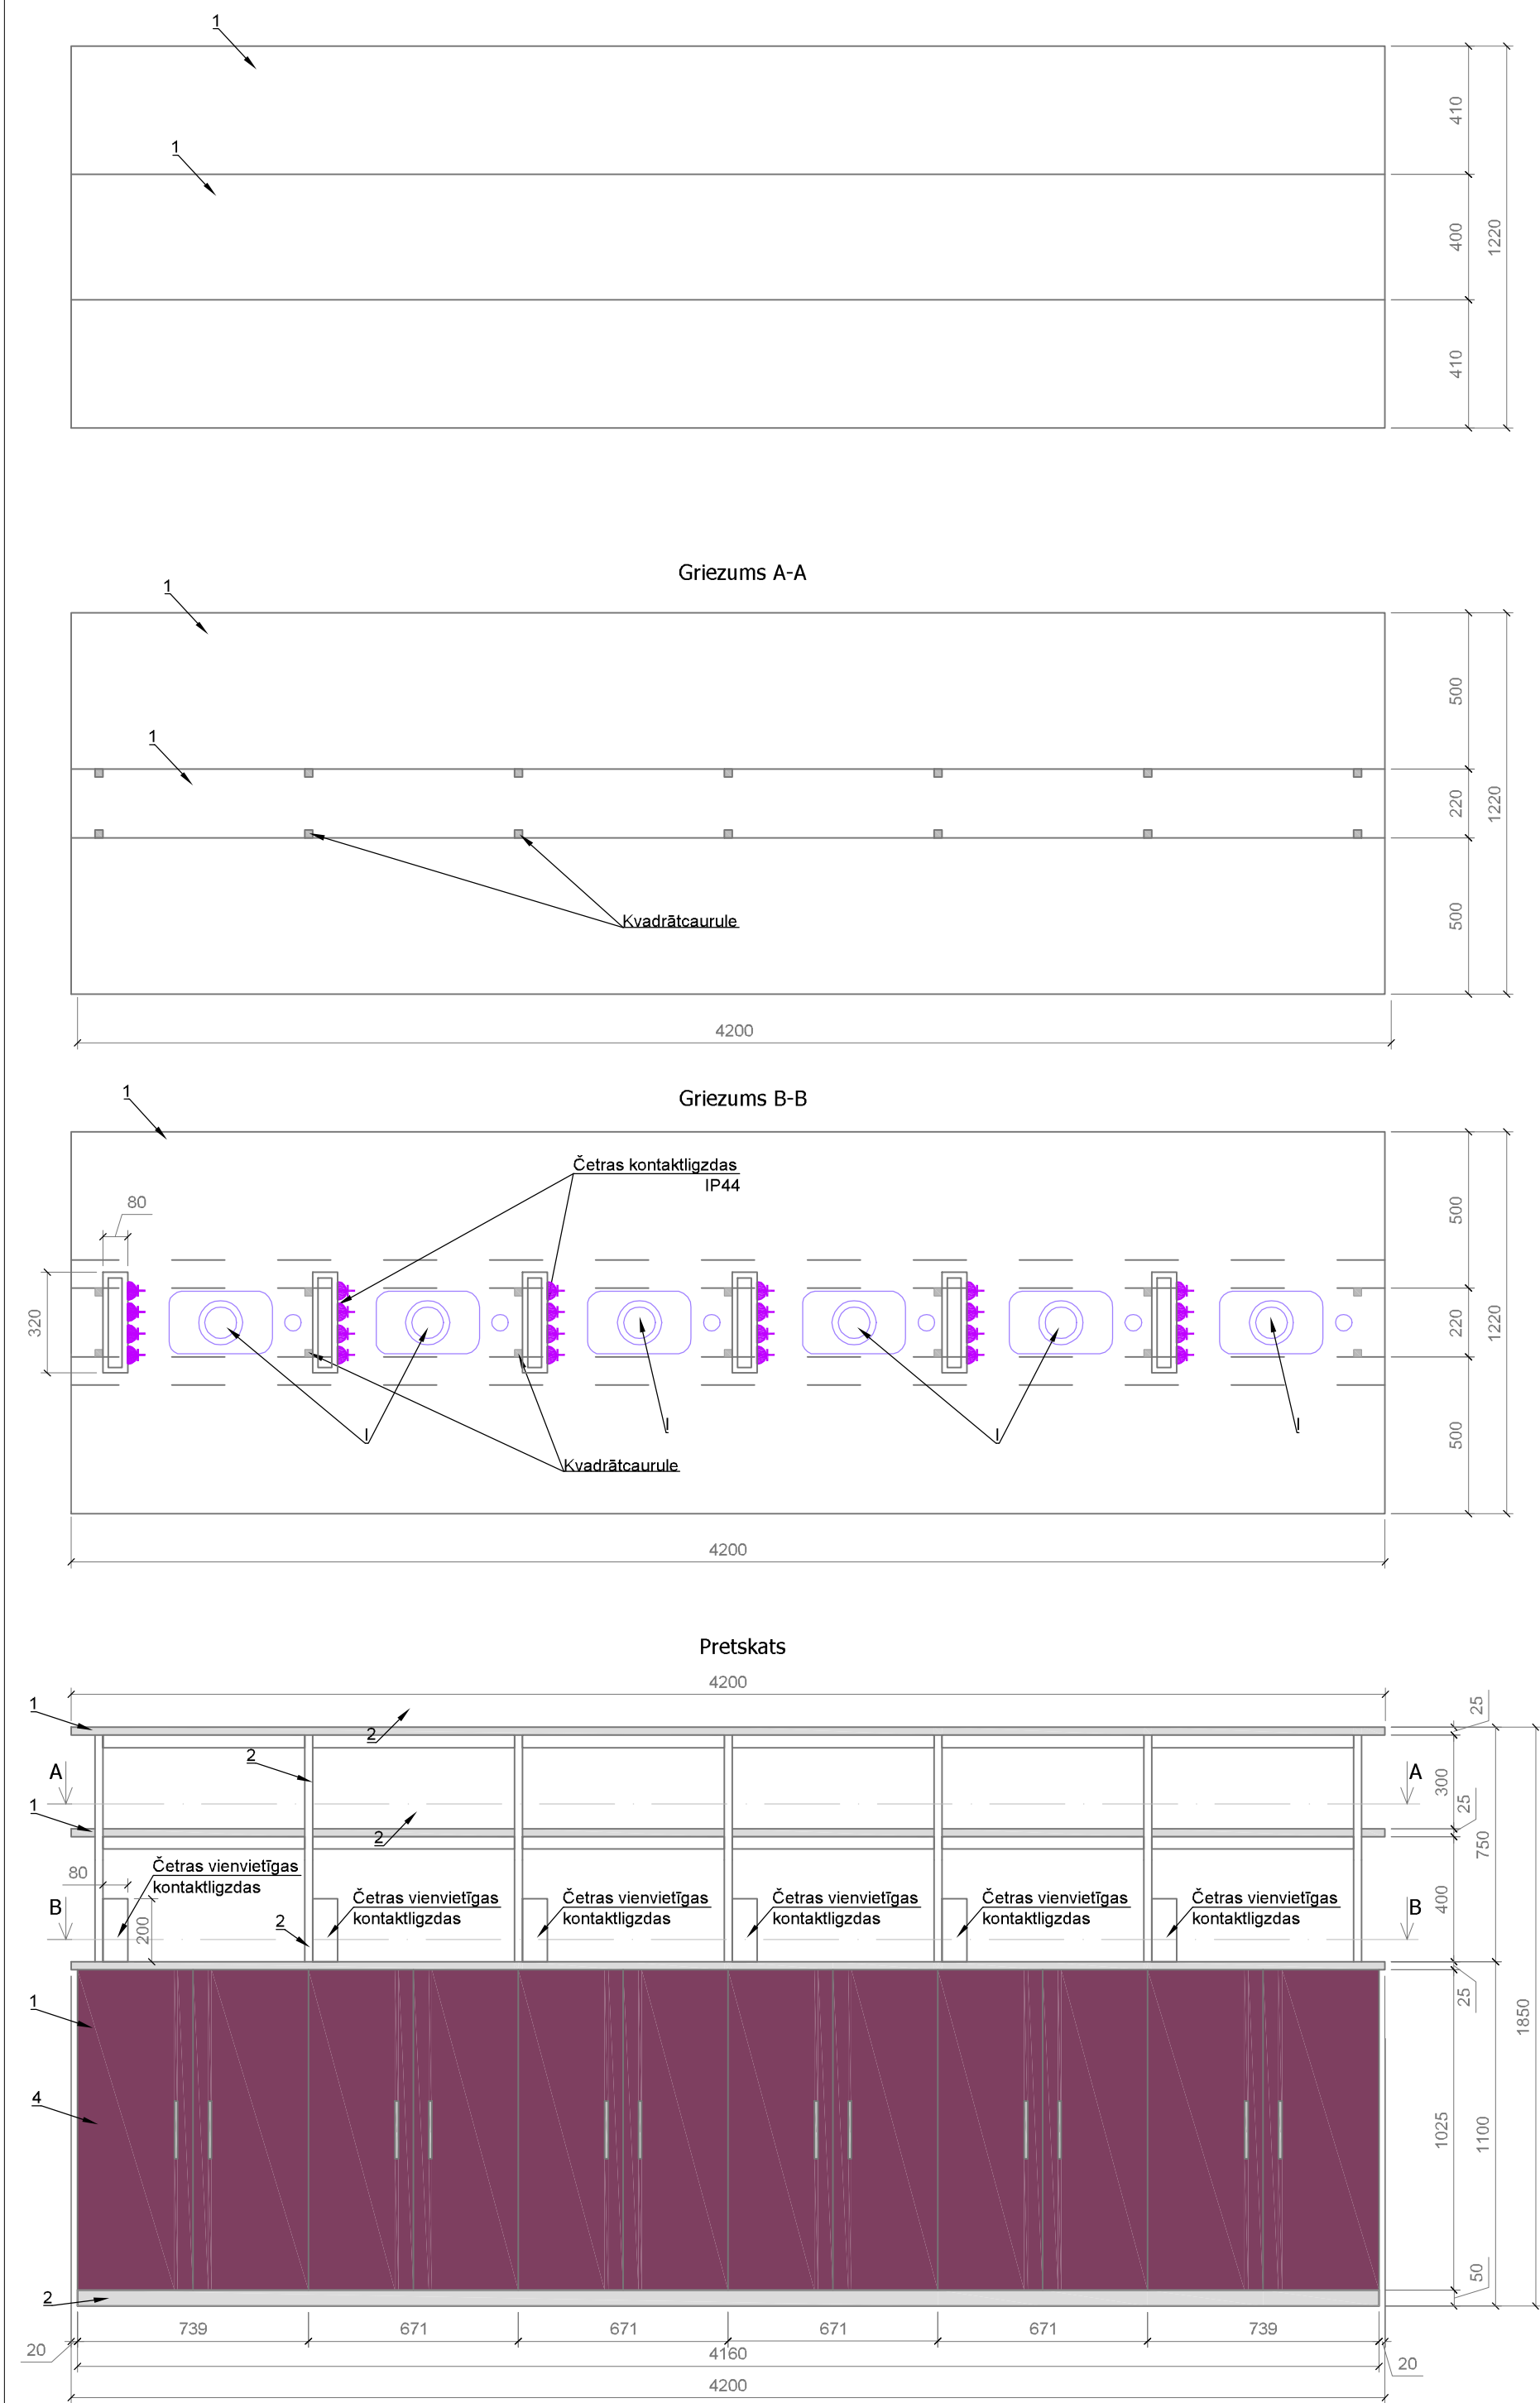 1
1
410
400
410
1220
Griezums A-A
1
1
Kvadrātcaurule
500
220
500
1220
4200
Griezums B-B
1
Četras kontaktligzdas
IP44
80
320
I
I
I
I
Kvadrātcaurule
500
220
500
1220
4200
Pretskats
4200
1
2
2
25
A
A
300
1
2
25
750
80
Četras vienvietīgas
kontaktligzdas
200
B
2
Četras vienvietīgas
kontaktligzdas
Četras vienvietīgas
kontaktligzdas
Četras vienvietīgas
kontaktligzdas
Četras vienvietīgas
kontaktligzdas
Četras vienvietīgas
kontaktligzdas
B
400
1
25
1850
4
1025
1100
2
50
739
671
671
671
671
739
20
4160
20
4200